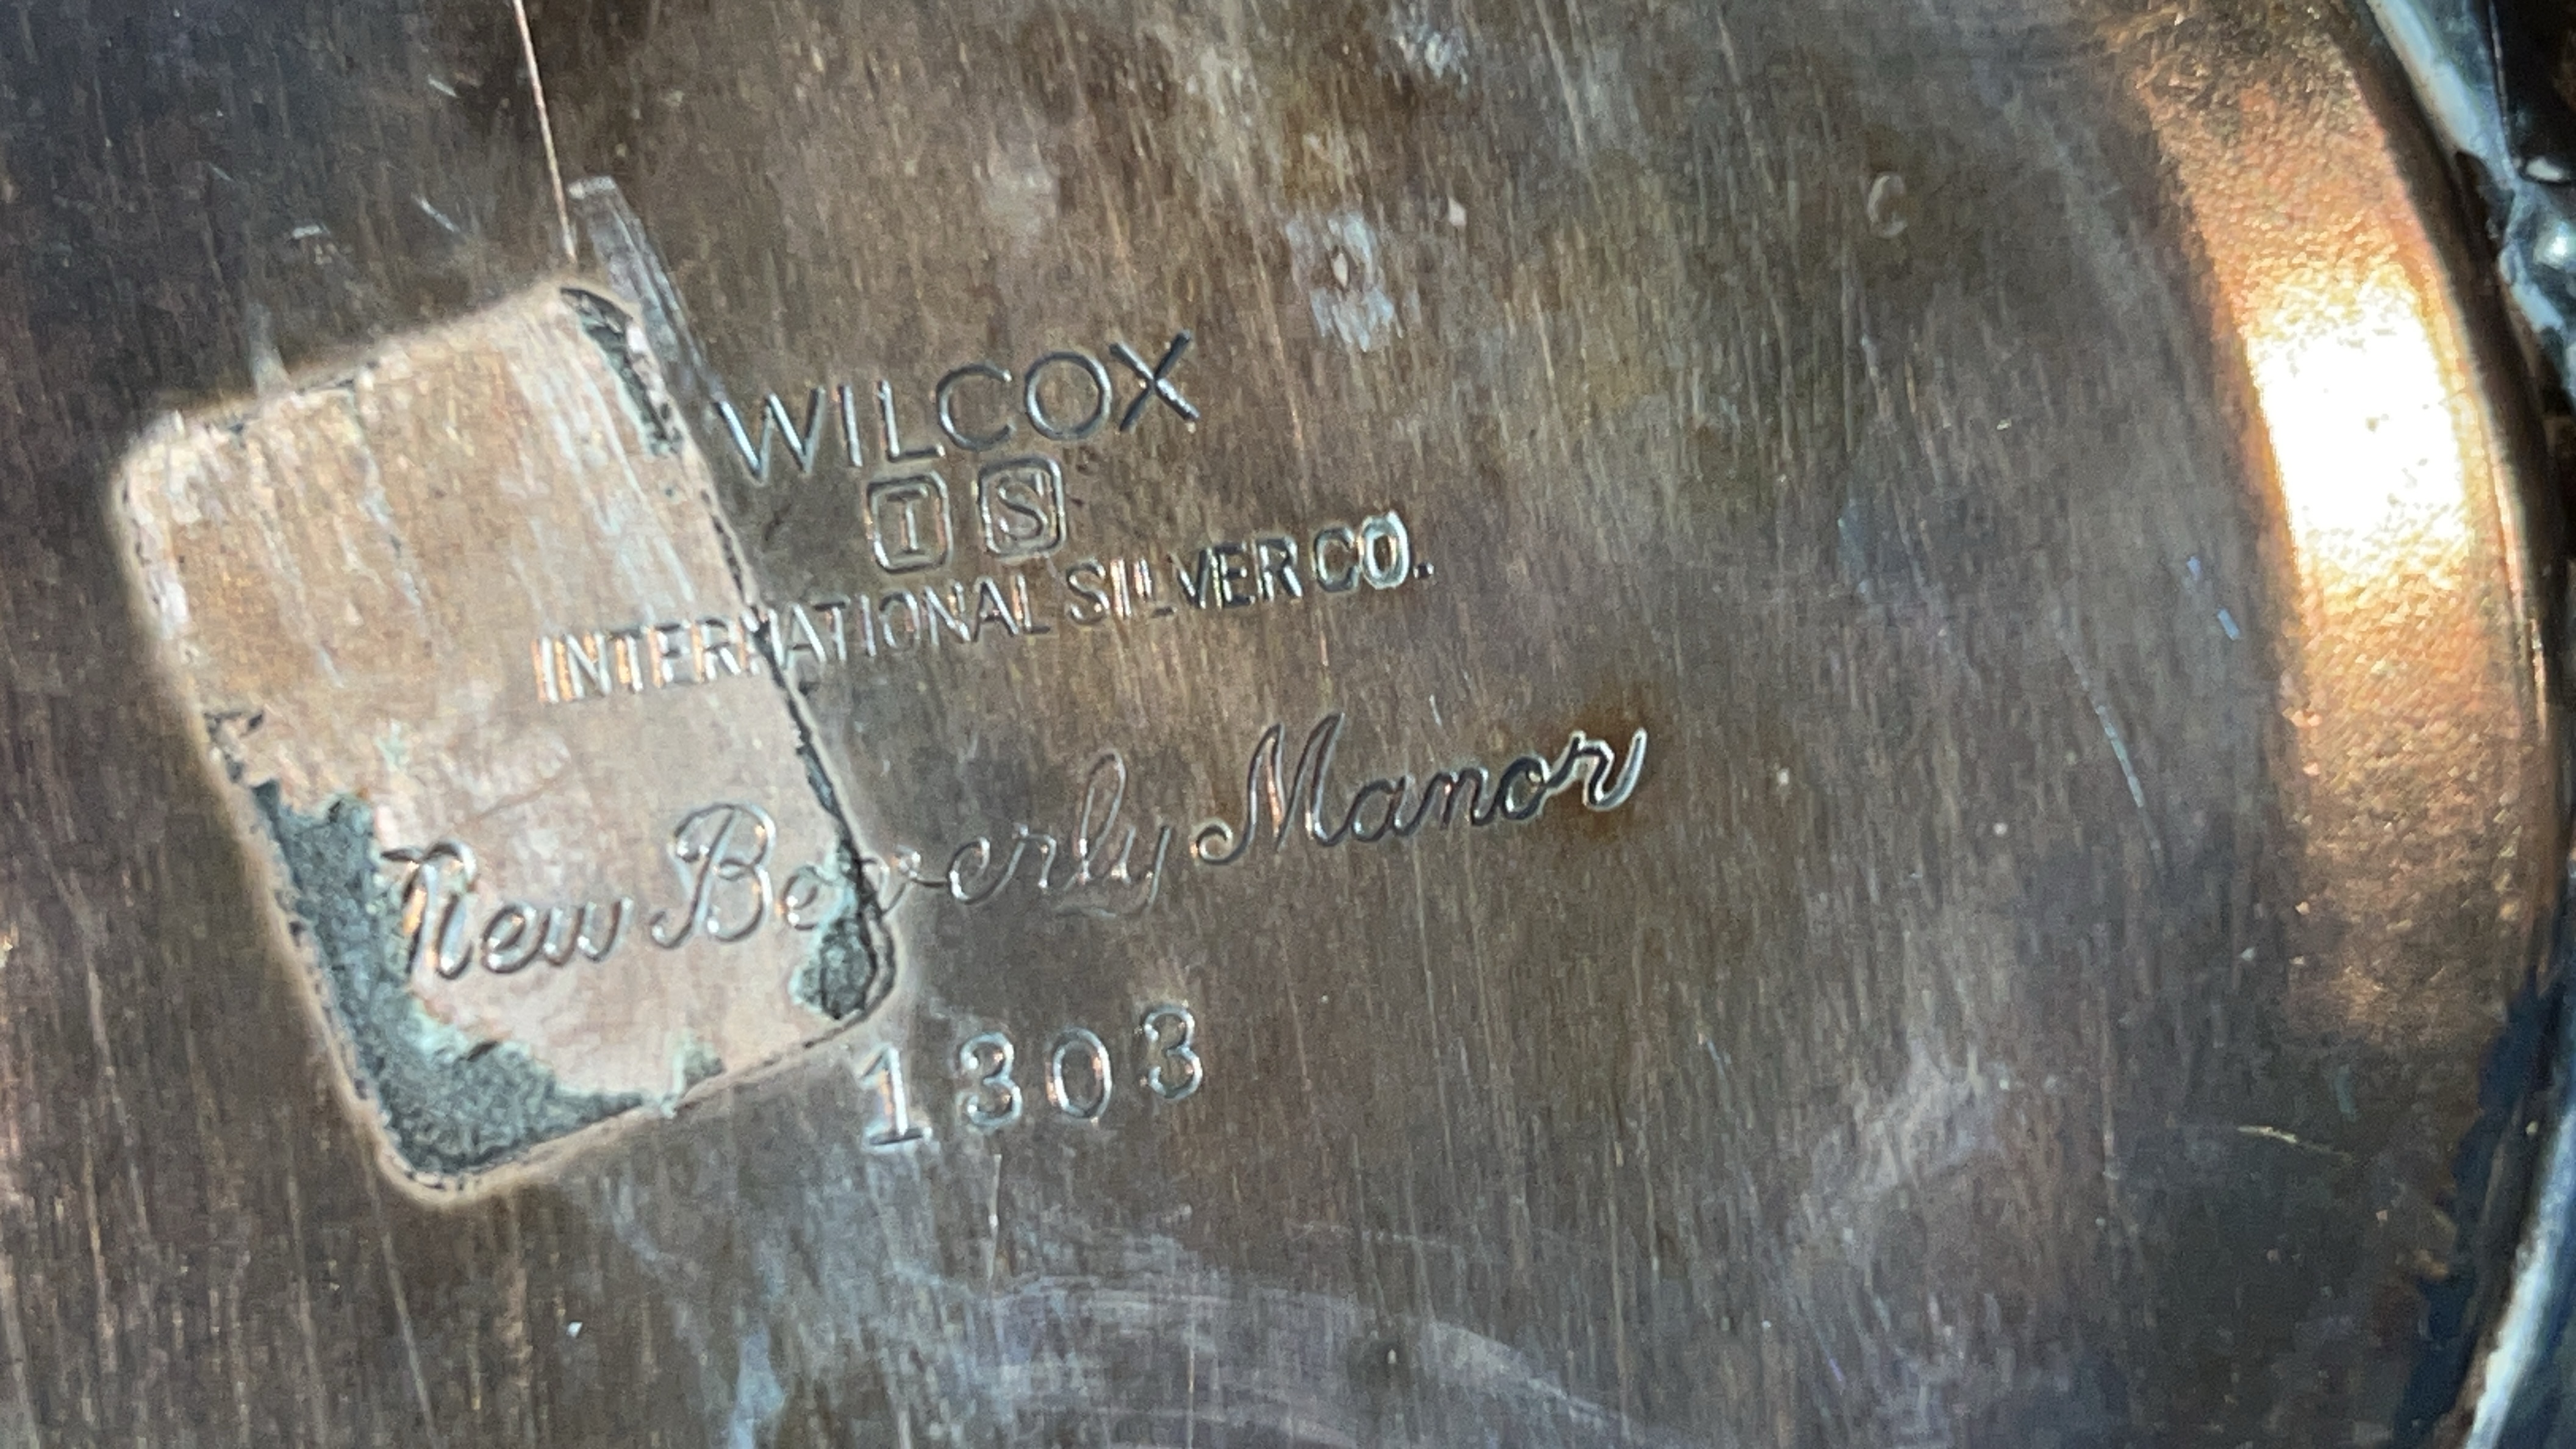 C
WILCOX
I S
INTERNATIONAL SILVER CO.
New Beverly Manor
1303